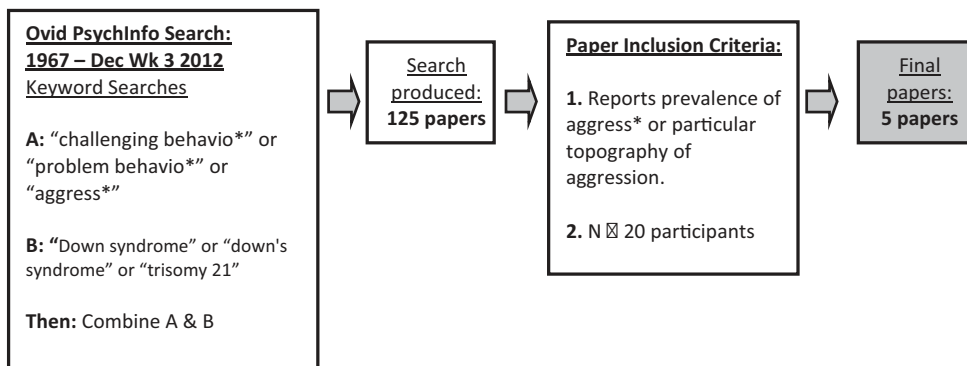 Ovid PsychInfo Search:
1967 – Dec Wk 3 2012
Keyword Searches
A: “challenging behavio*” or
“problem behavio*” or
“aggress*”
B: “Down syndrome” or “down's
syndrome” or “trisomy 21”
Then: Combine A & B
Search
produced:
125 papers
Paper Inclusion Criteria:
1. Reports prevalence of
aggress* or particular
topography of
aggression.
2. N 20 participants
Final
papers:
5 papers